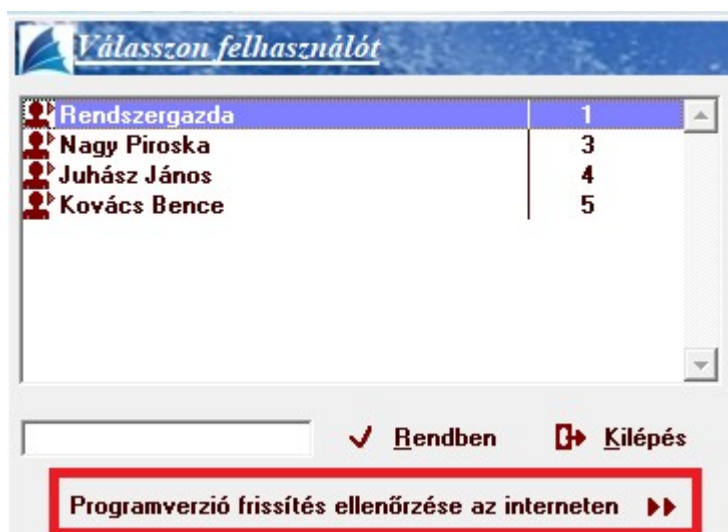 Válasszon felhasználót
Rendszergazda 1
Nagy Piroska 3
Juhász János 4
Kovács Bence 5
Rendben Kilépés
Programverzió frissítés ellenőrzése az interneten